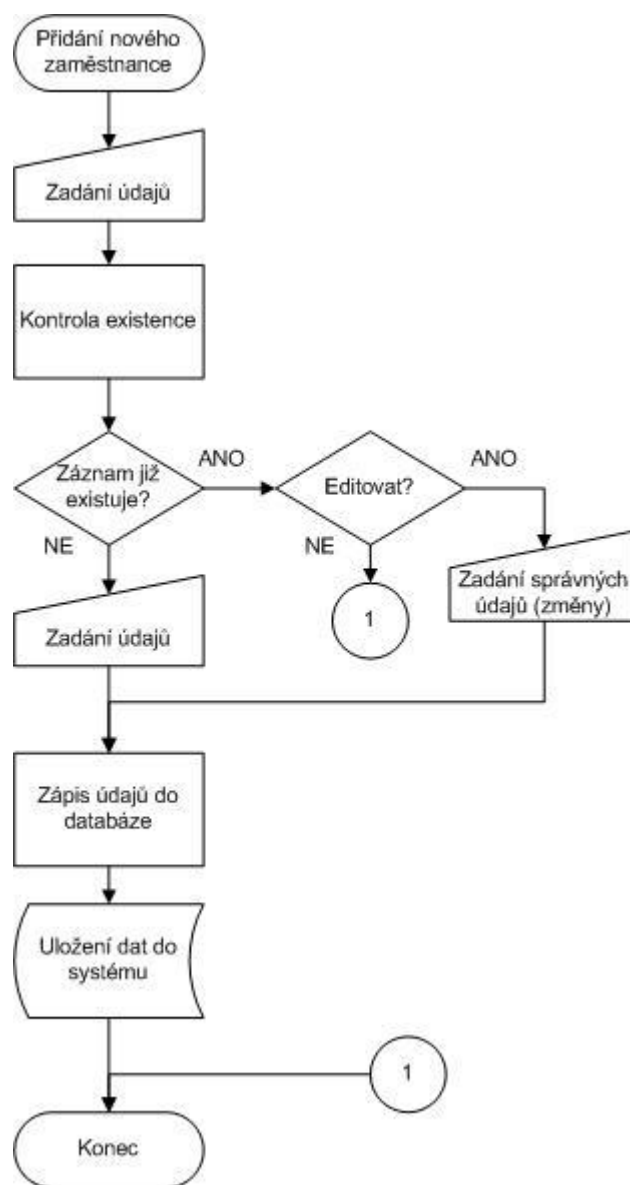 Přidání nového
zaměstnance
Zadání údajů
Kontrola existence
Záznam již
existuje?
ANO
NE
Editovat?
ANO
NE
1
Zadání správných
údajů (změny)
Zadání údajů
Zápis údajů do
databáze
Uložení dat do
systému
1
Konec